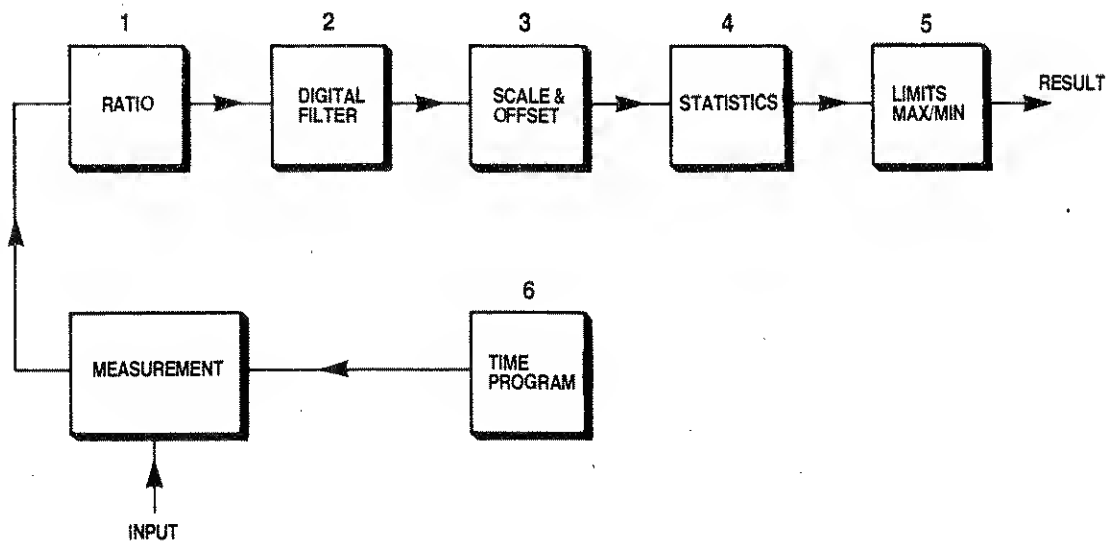 1
2
3
4
5
RATIO
DIGITAL
FILTER
SCALE &
OFFSET
STATISTICS
LIMITS
MAX/MIN
RESULT
6
MEASUREMENT
TIME
PROGRAM
INPUT